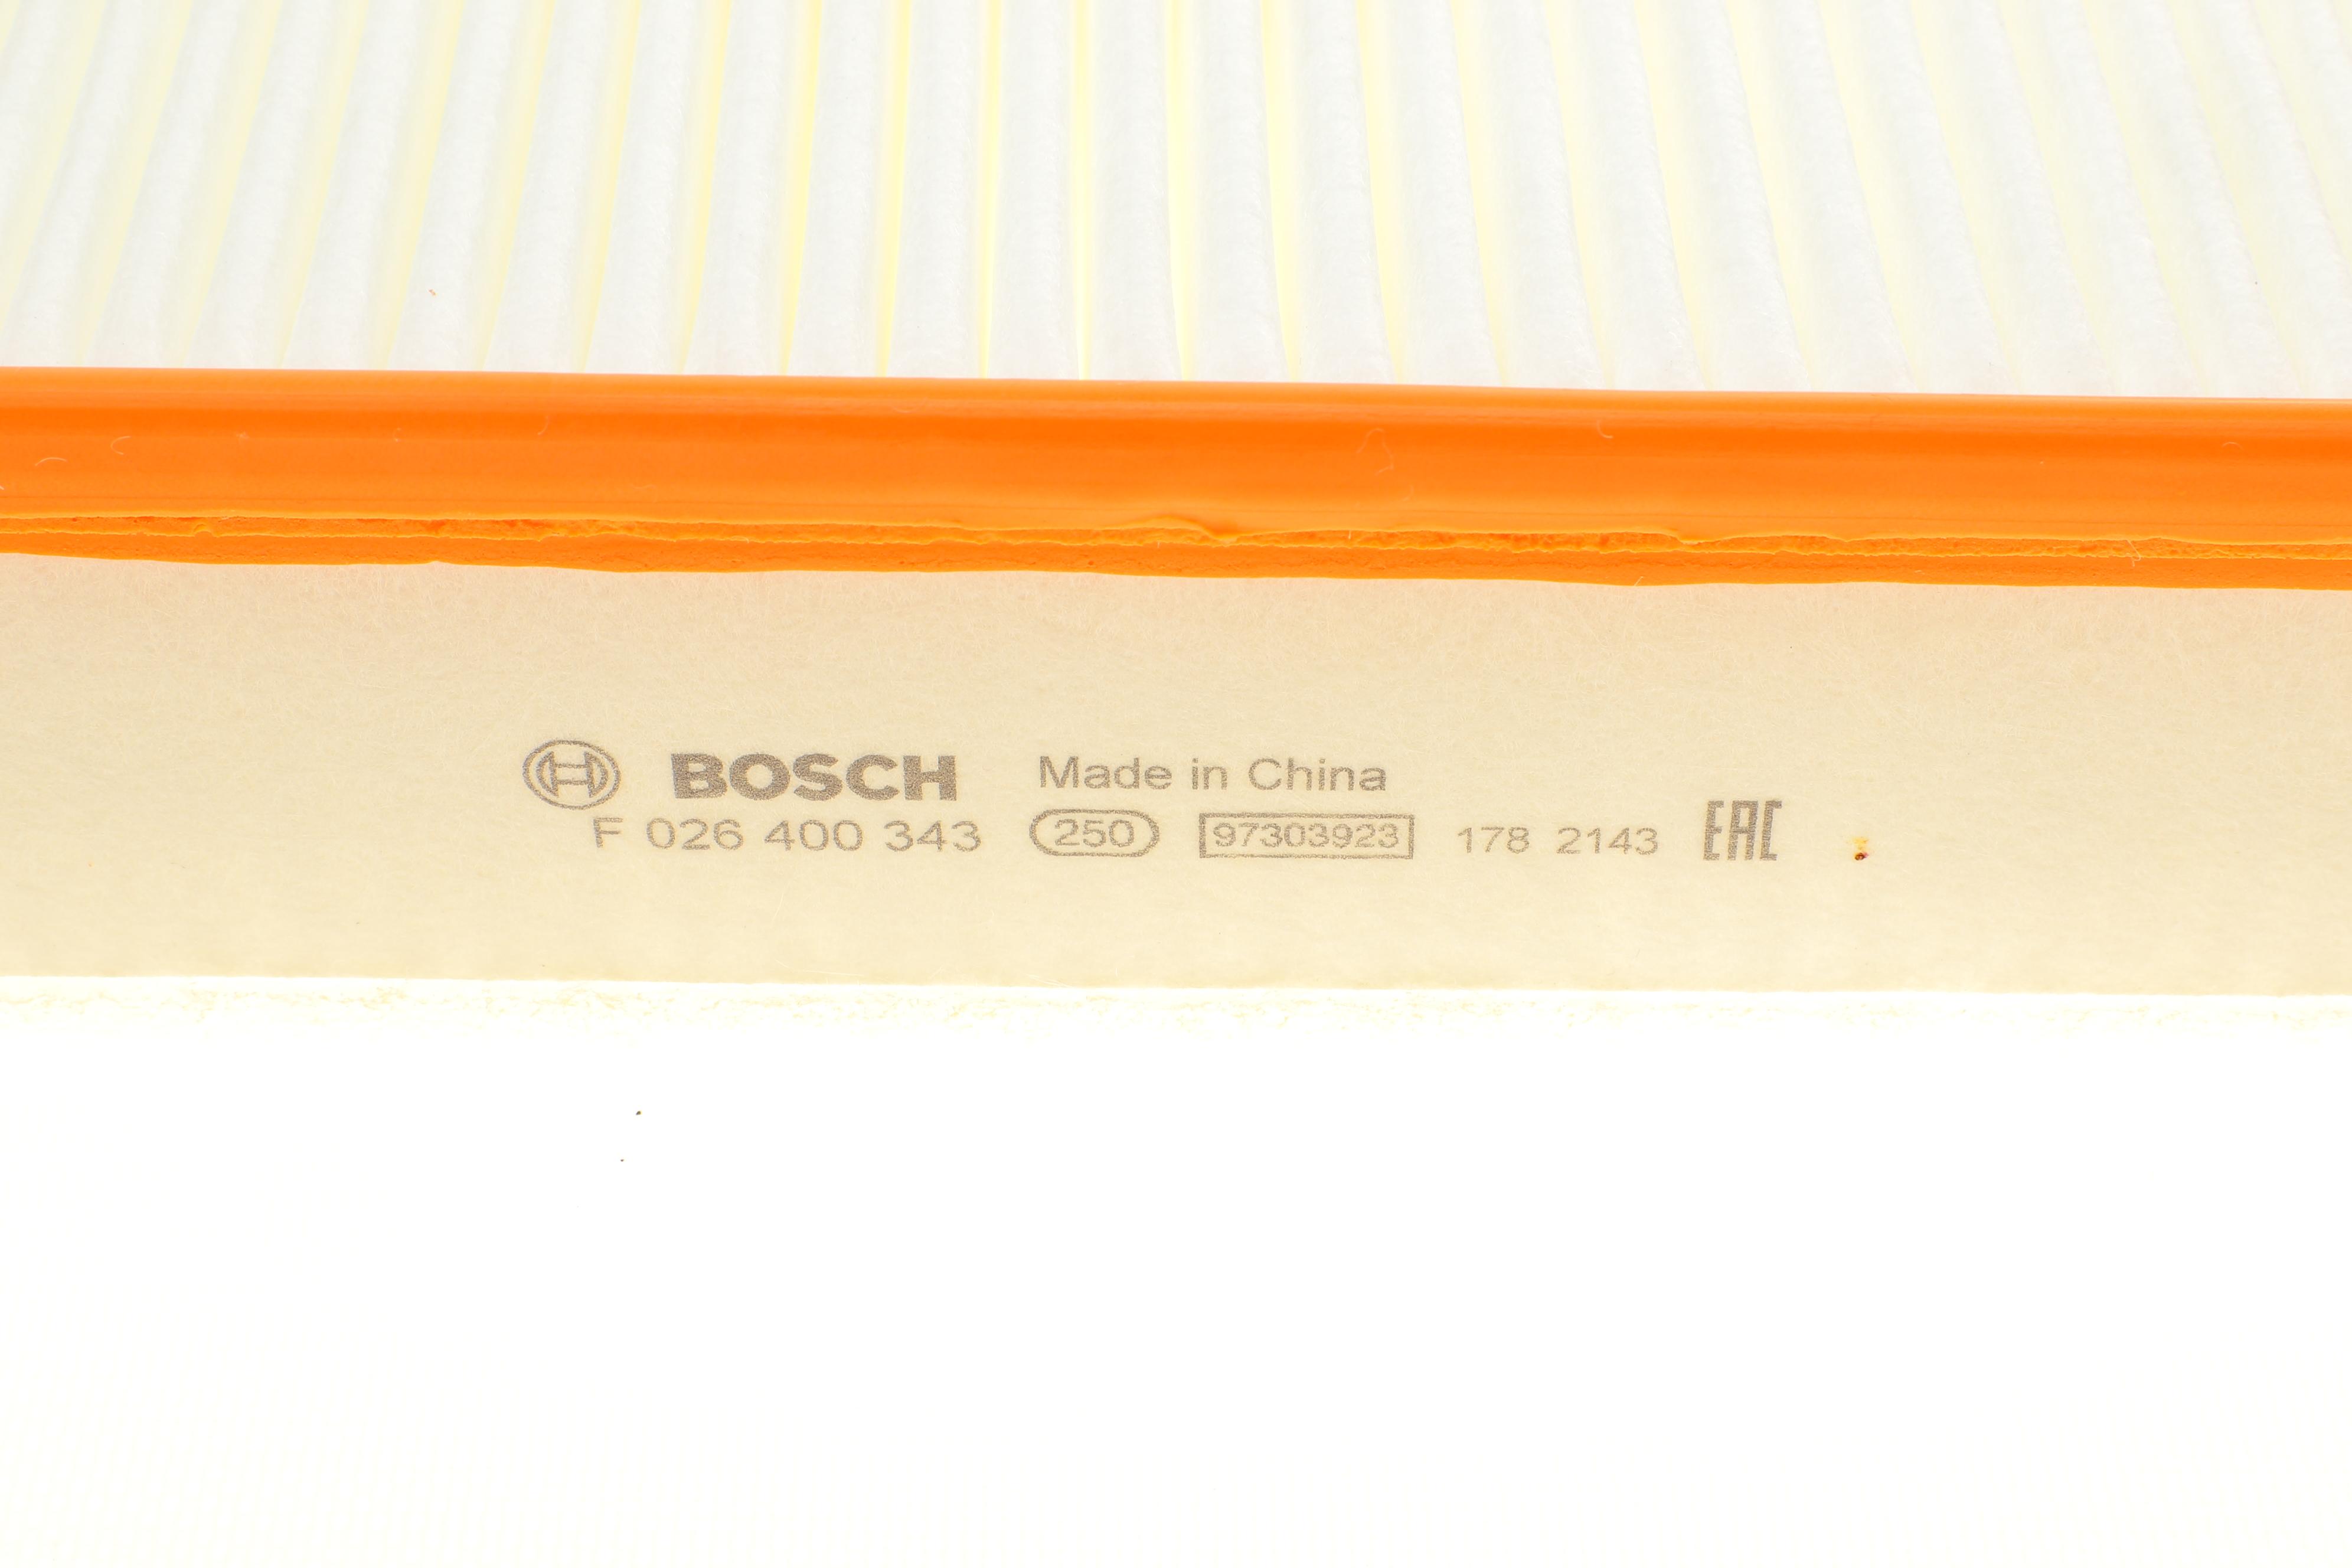 BOSCH Made in China
F 026 400 343 250 97303923 178 2143 EAC